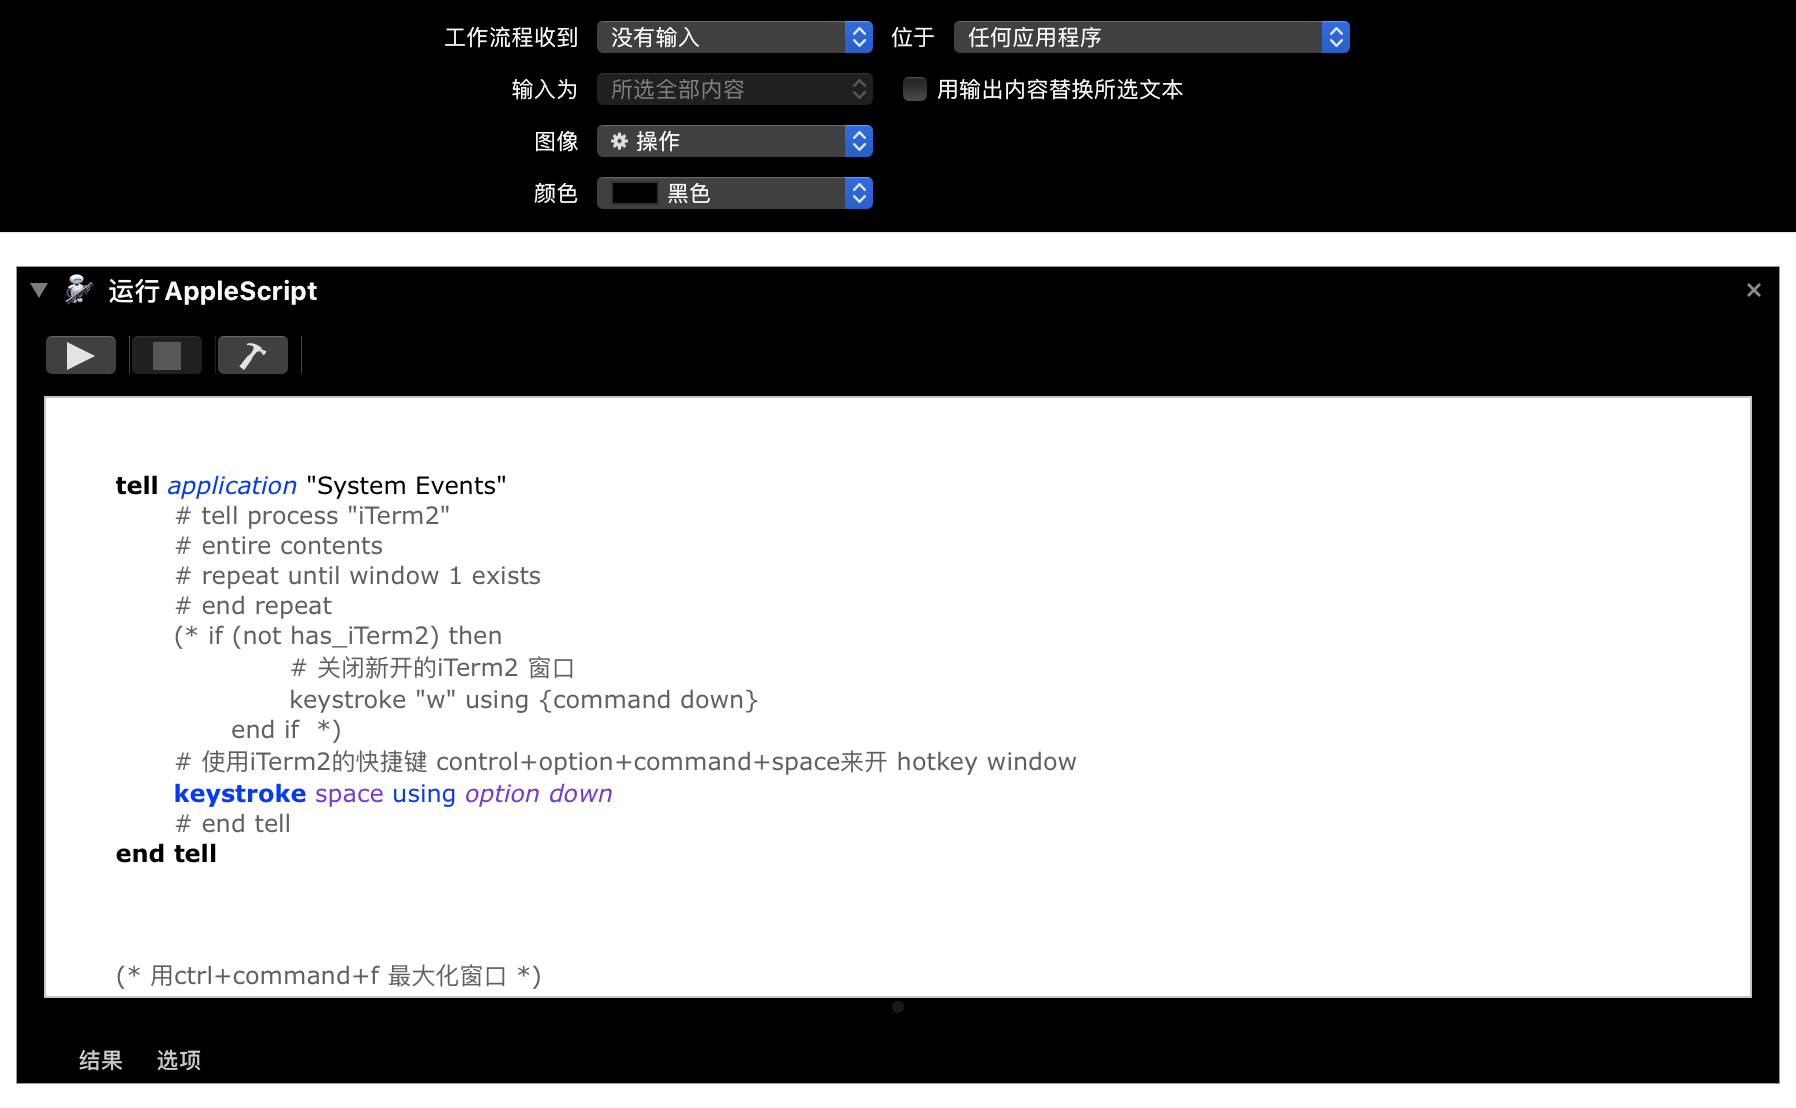 工作流程收到 没有输入 位于 任何应用程序
输入为 所选全部内容 用输出内容替换所选文本
图像 操作
颜色 黑色
运行 AppleScript
tell application "System Events"
# tell process "iTerm2"
# entire contents
# repeat until window 1 exists
# end repeat
(* if (not has_iTerm2) then
# 关闭新开的iTerm2 窗口
keystroke "w" using {command down}
end if *)
# 使用iTerm2的快捷键 control+option+command+space来开 hotkey window
keystroke space using option down
# end tell
end tell
(* 用ctrl+command+f 最大化窗口 *)
结果 选项